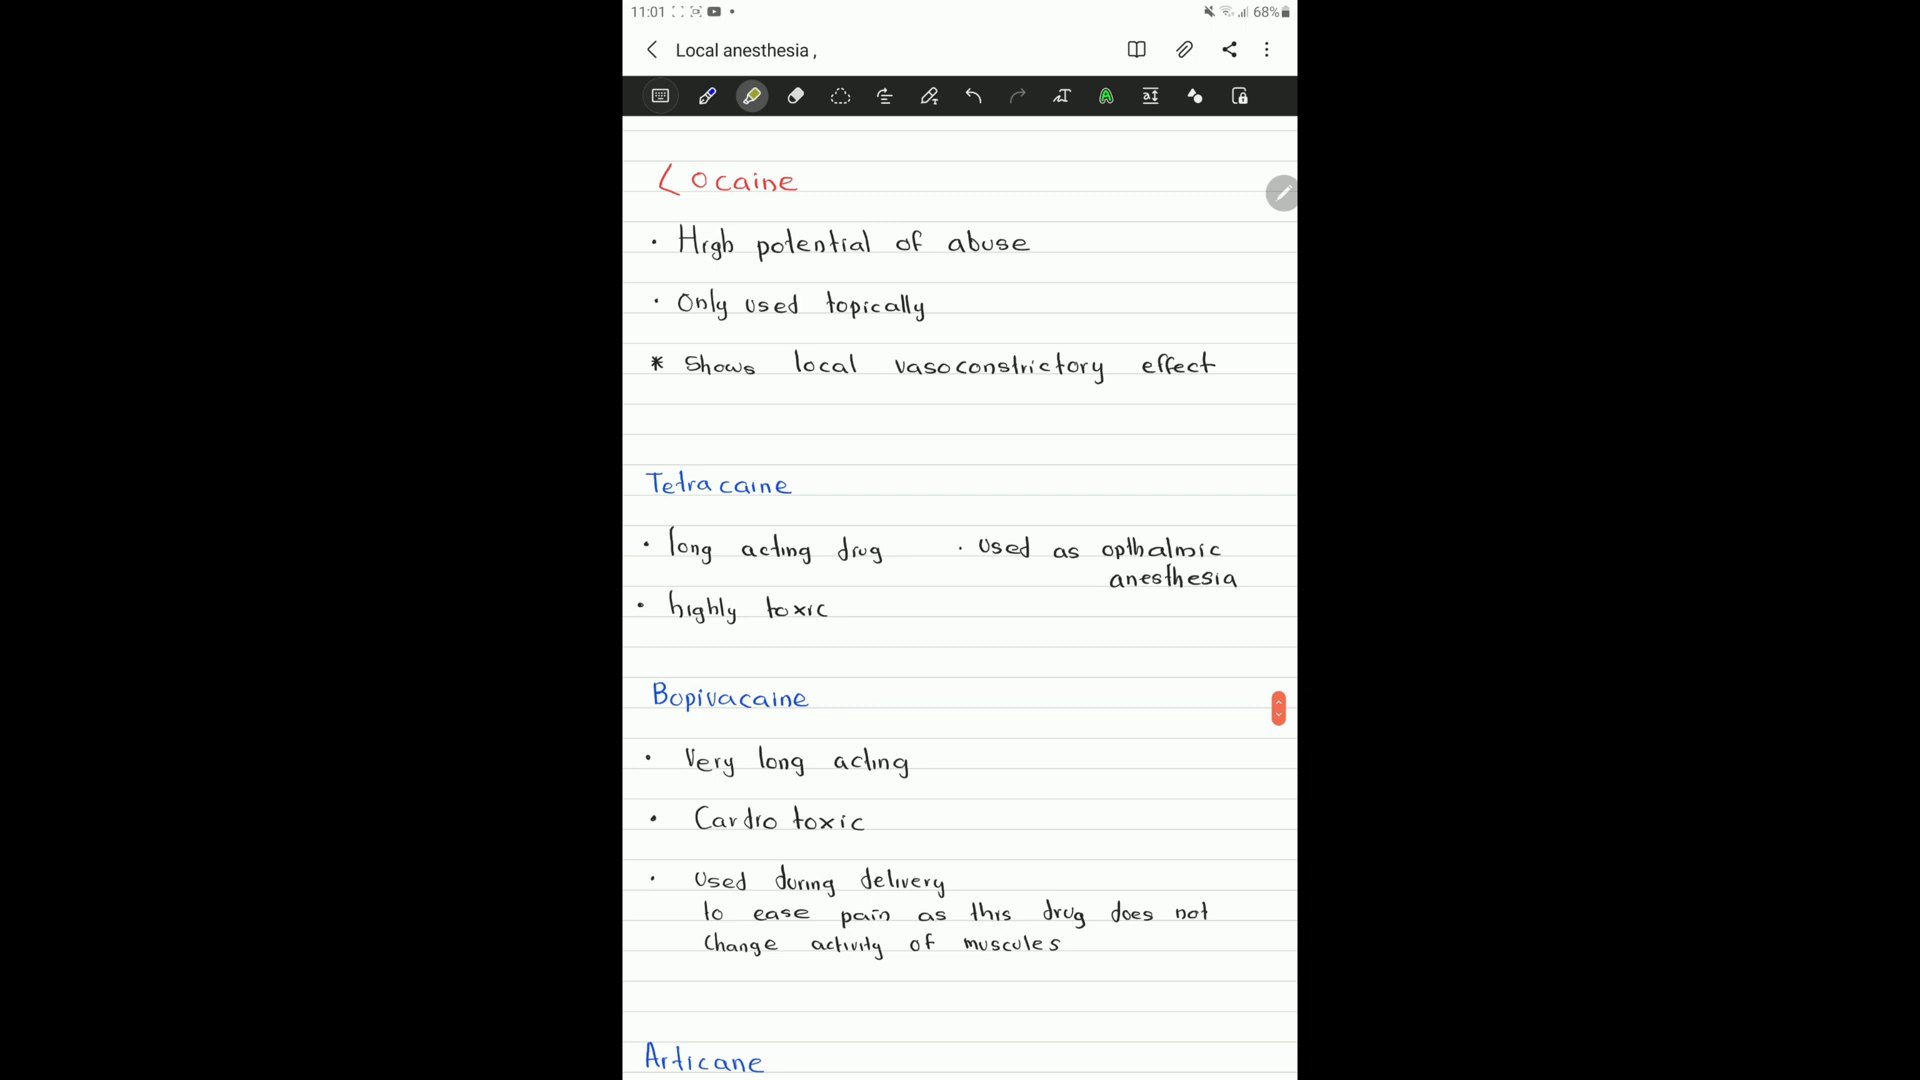 11:01
68%
Local anesthesia ,
Cocaine
• High potential of abuse
• Only used topically
* Shows local vasoconstrictory effect
Tetracaine
• long acting drug • Used as opthalmic
anesthesia
• highly toxic
Bopivacaine
• Very long acting
• Cardio toxic
• Used during delivery
to ease pain as this drug does not
Change activity of muscules
Articane